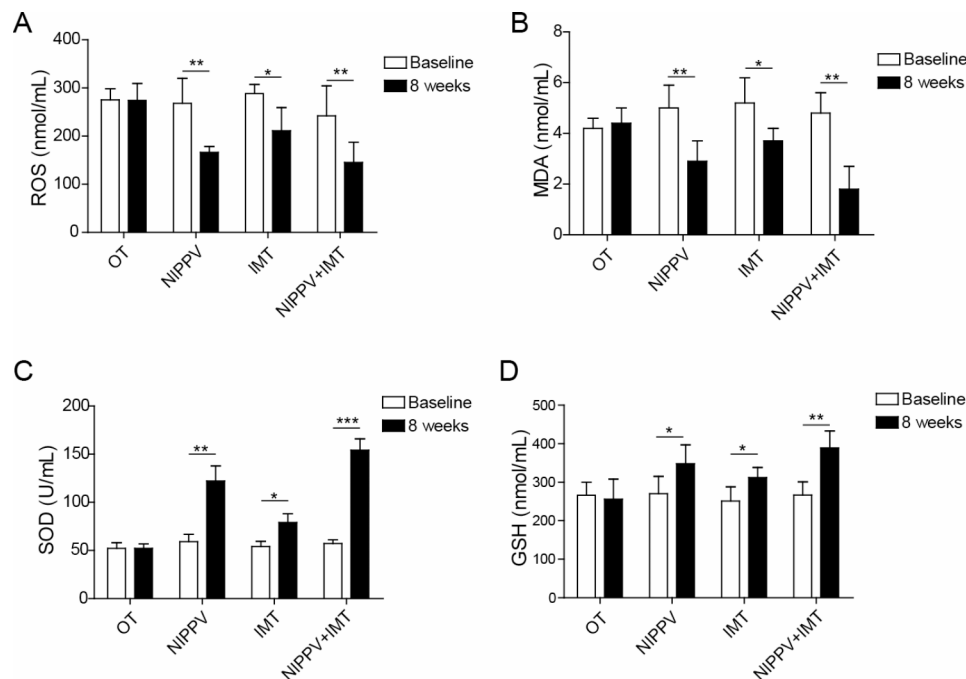 A
ROS (nmol/mL)
400
300
200
100
0
Baseline
8 weeks
**
*
**
OT
NIPPV
IMT
NIPPV+IMT
B
MDA (nmol/mL)
8
6
4
2
0
Baseline
8 weeks
**
*
**
OT
NIPPV
IMT
NIPPV+IMT
C
SOD (U/mL)
200
150
100
50
0
Baseline
8 weeks
**
*
***
OT
NIPPV
IMT
NIPPV+IMT
D
GSH (nmol/mL)
500
400
300
200
100
0
Baseline
8 weeks
*
*
**
OT
NIPPV
IMT
NIPPV+IMT